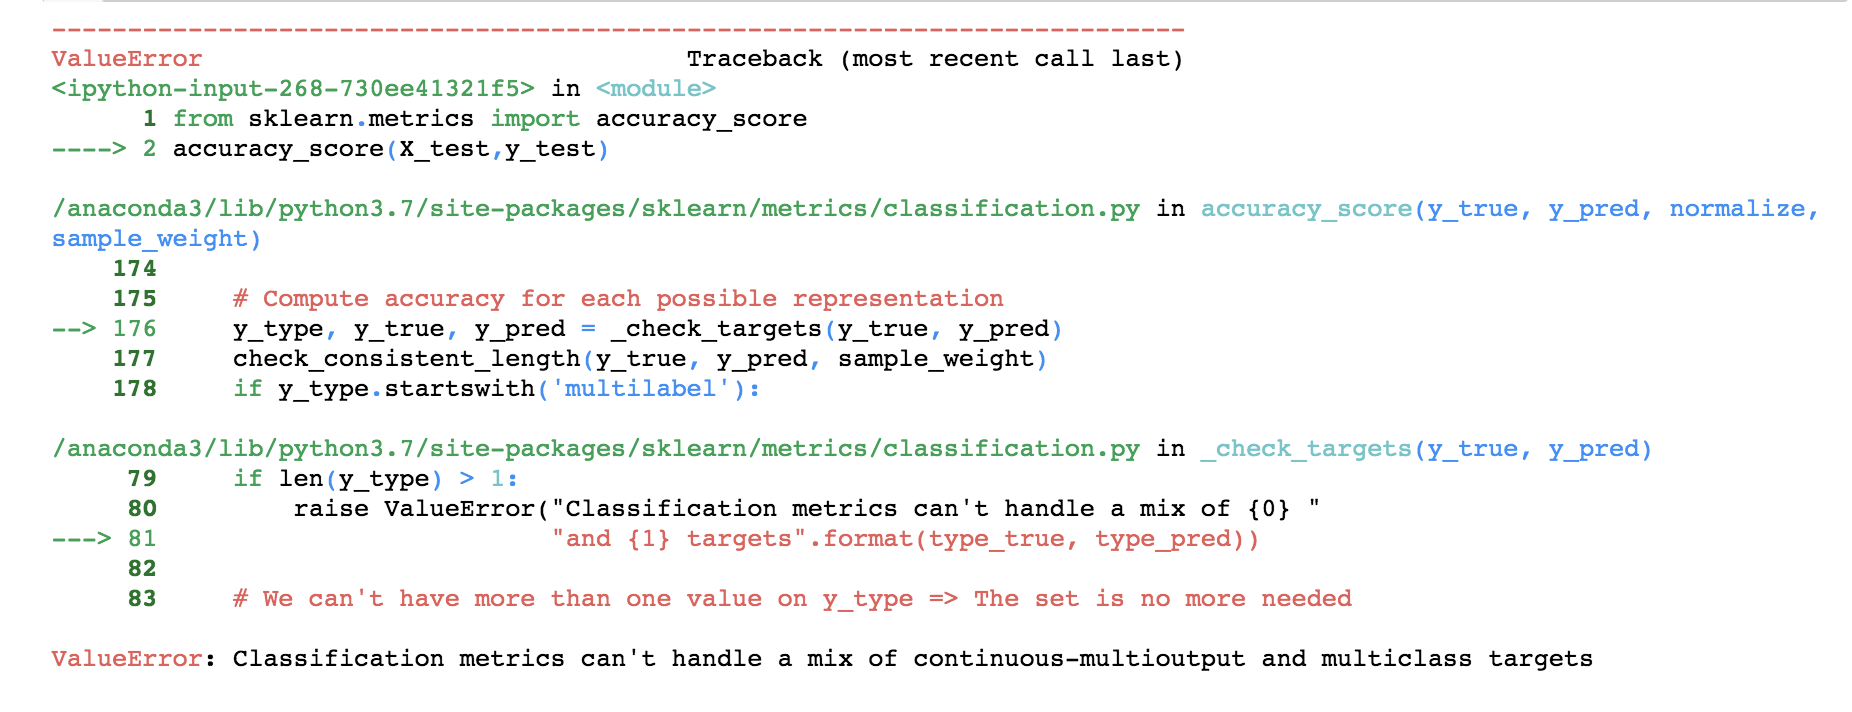 ---------------------------------------------------------------------------
ValueError                                Traceback (most recent call last)
<ipython-input-268-730ee41321f5> in <module>
      1 from sklearn.metrics import accuracy_score
----> 2 accuracy_score(X_test,y_test)

/anaconda3/lib/python3.7/site-packages/sklearn/metrics/classification.py in accuracy_score(y_true, y_pred, normalize,
sample_weight)
    174
    175     # Compute accuracy for each possible representation
--> 176     y_type, y_true, y_pred = _check_targets(y_true, y_pred)
    177     check_consistent_length(y_true, y_pred, sample_weight)
    178     if y_type.startswith('multilabel'):

/anaconda3/lib/python3.7/site-packages/sklearn/metrics/classification.py in _check_targets(y_true, y_pred)
     79     if len(y_type) > 1:
     80         raise ValueError("Classification metrics can't handle a mix of {0} "
---> 81                          "and {1} targets".format(type_true, type_pred))
     82
     83     # We can't have more than one value on y_type => The set is no more needed

ValueError: Classification metrics can't handle a mix of continuous-multioutput and multiclass targets